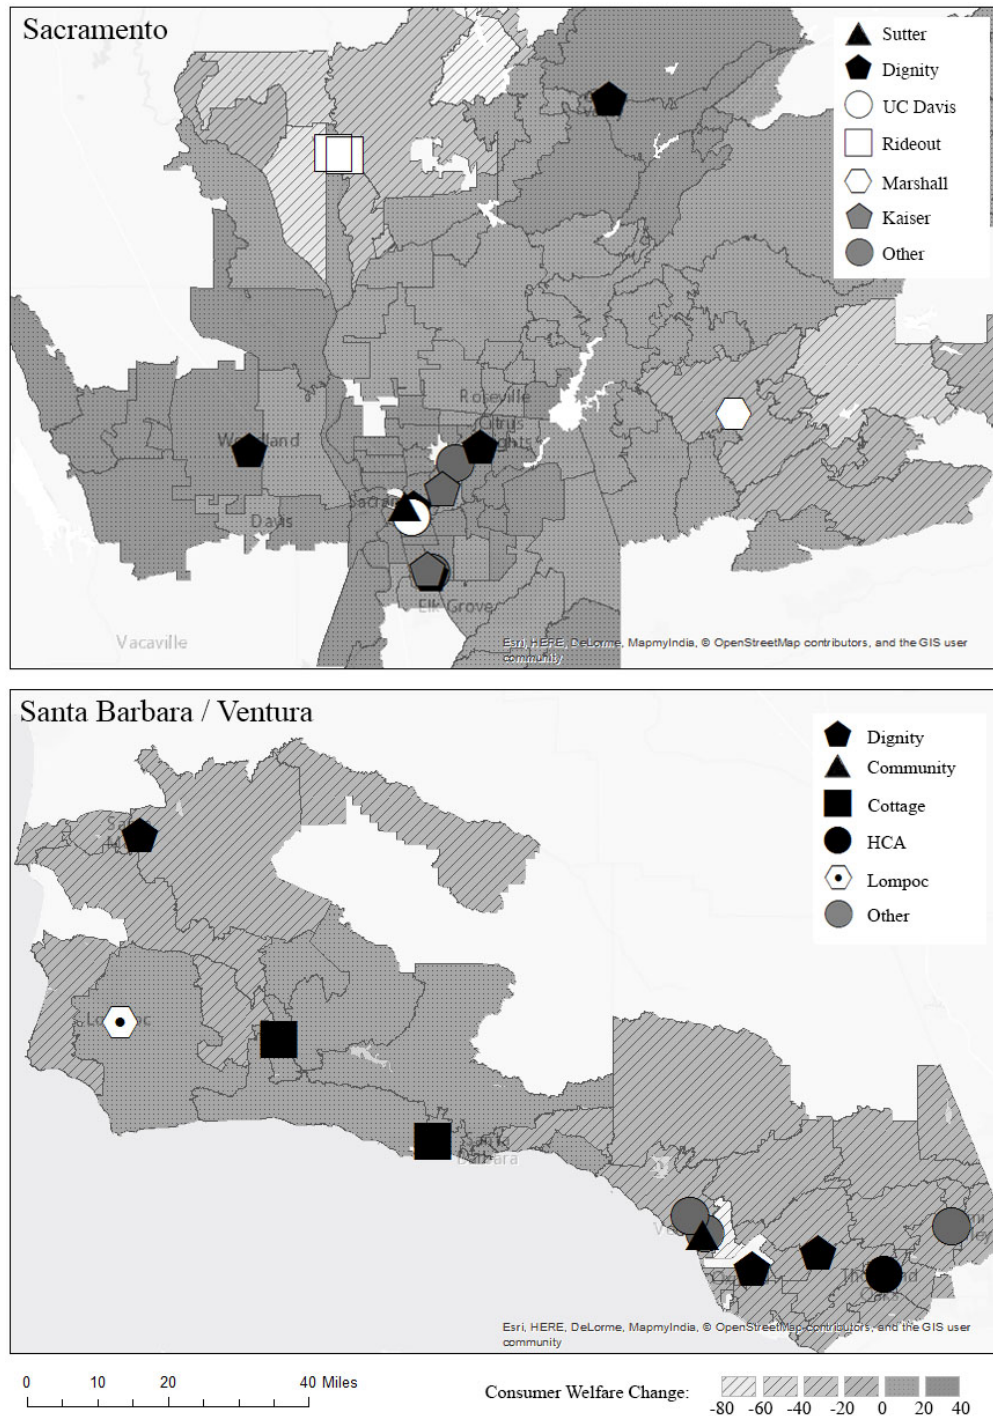 Sacramento
Sutter
Dignity
UC Davis
Rideout
Marshall
Kaiser
Other
Roseville
Citrus
Davis
Elk Grove
Vacaville
Esri, HERE, DeLorme, MapmyIndia, © OpenStreetMap contributors, and the GIS user
community
Santa Barbara / Ventura
Dignity
Community
Cottage
HCA
Lompoc
Other
Santa
Barbara
Esri, HERE, DeLorme, MapmyIndia, © OpenStreetMap contributors, and the GIS user
community
0 10 20 40 Miles
Consumer Welfare Change:
-80 -60 -40 -20 0 20 40